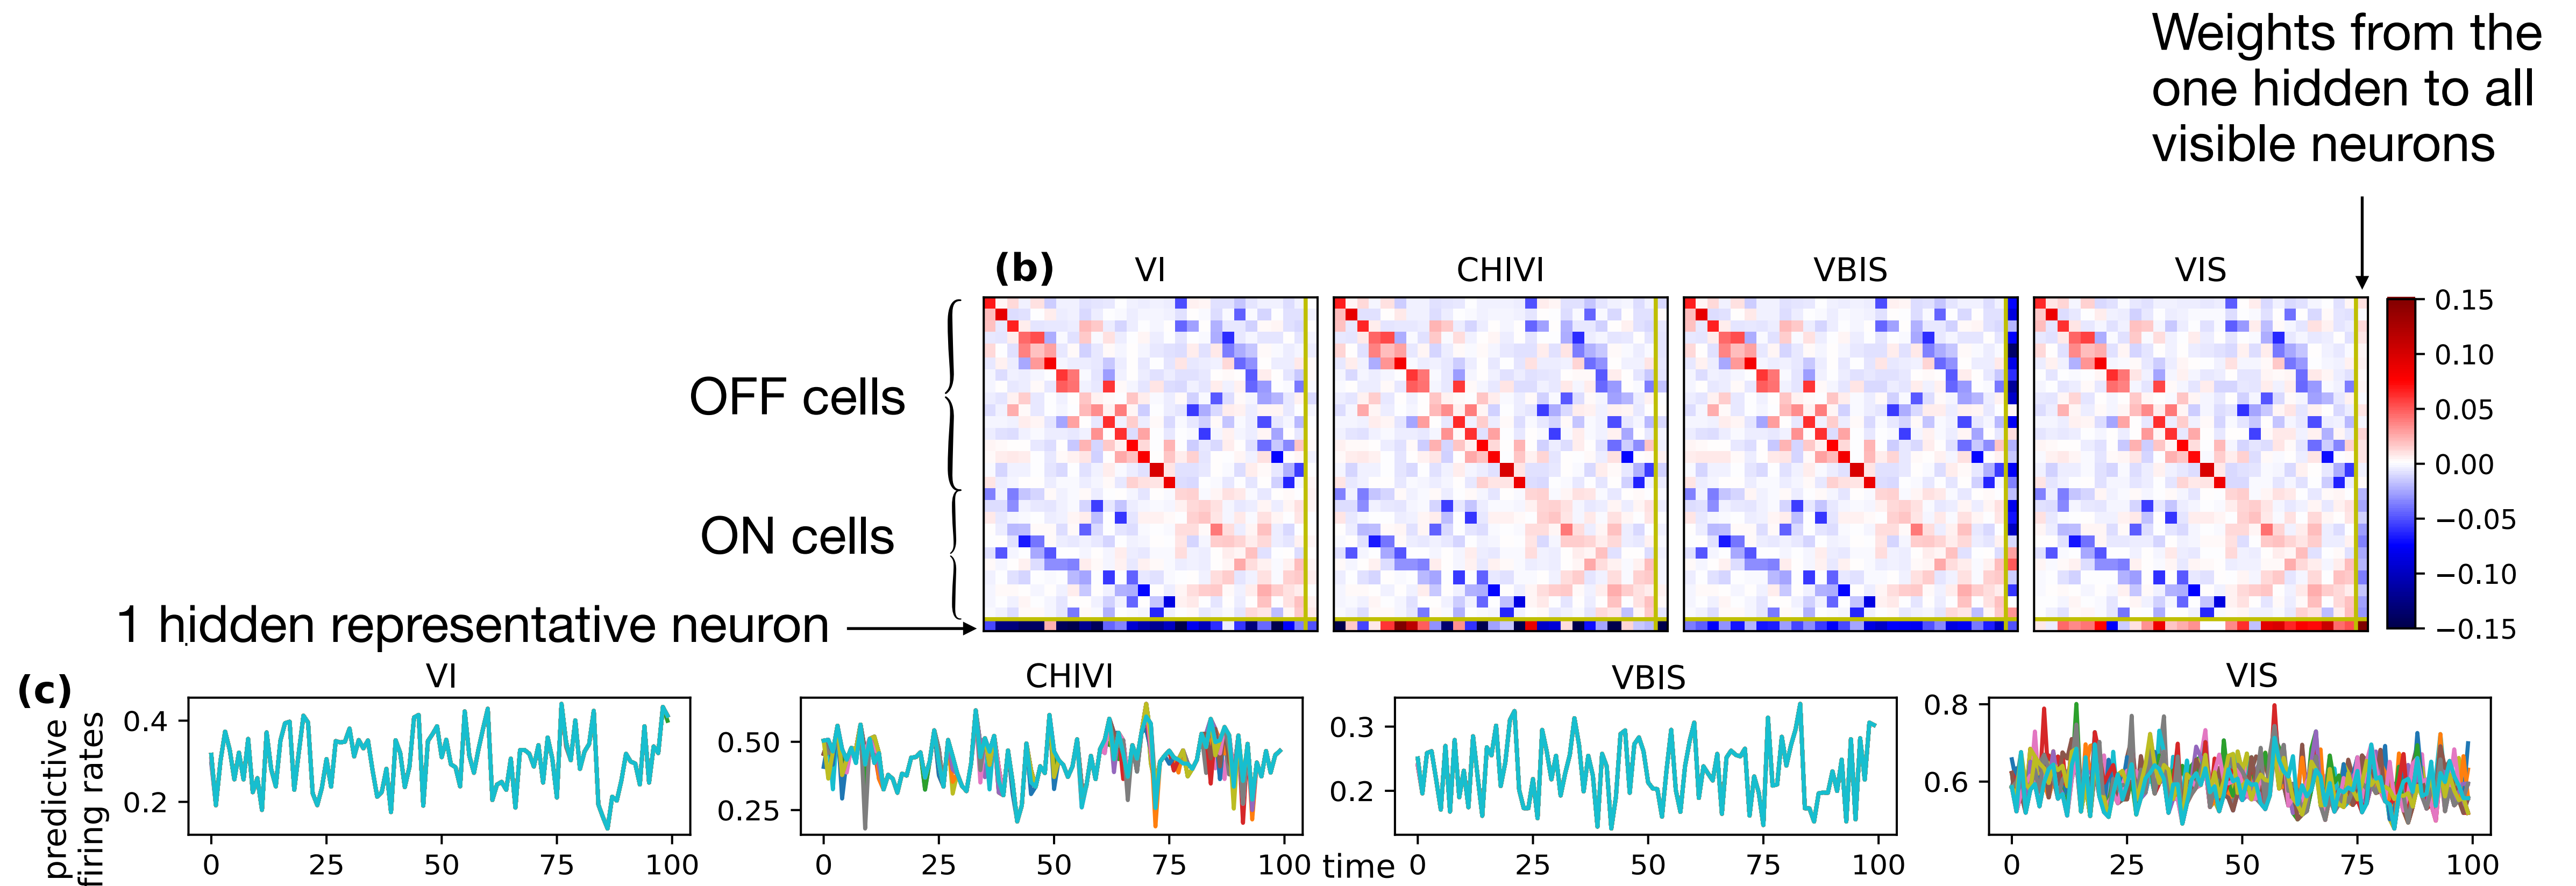 Weights from the
one hidden to all
visible neurons
(b)
VI
CHIVI
VBIS
VIS
OFF cells
ON cells
1 hidden representative neuron
0.15
0.10
0.05
0.00
−0.05
−0.10
−0.15
(c)
predictive
firing rates
VI
0.4
0.2
0 25 50 75 100
CHIVI
0.50
0.25
0 25 50 75 100
time
VBIS
0.3
0.2
0 25 50 75 100
VIS
0.8
0.6
0 25 50 75 100